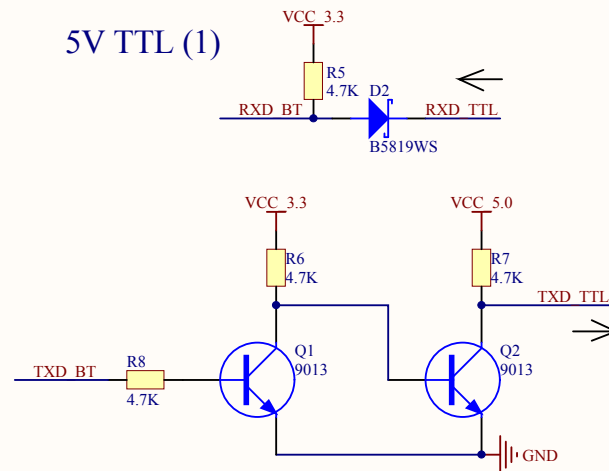 5V TTL (1)
VCC_3.3
R5
4.7K
D2
RXD_BT
RXD_TTL
B5819WS
VCC_3.3
VCC_5.0
R6
4.7K
R7
4.7K
TXD_TTL
Q1
9013
Q2
9013
R8
TXD_BT
4.7K
GND